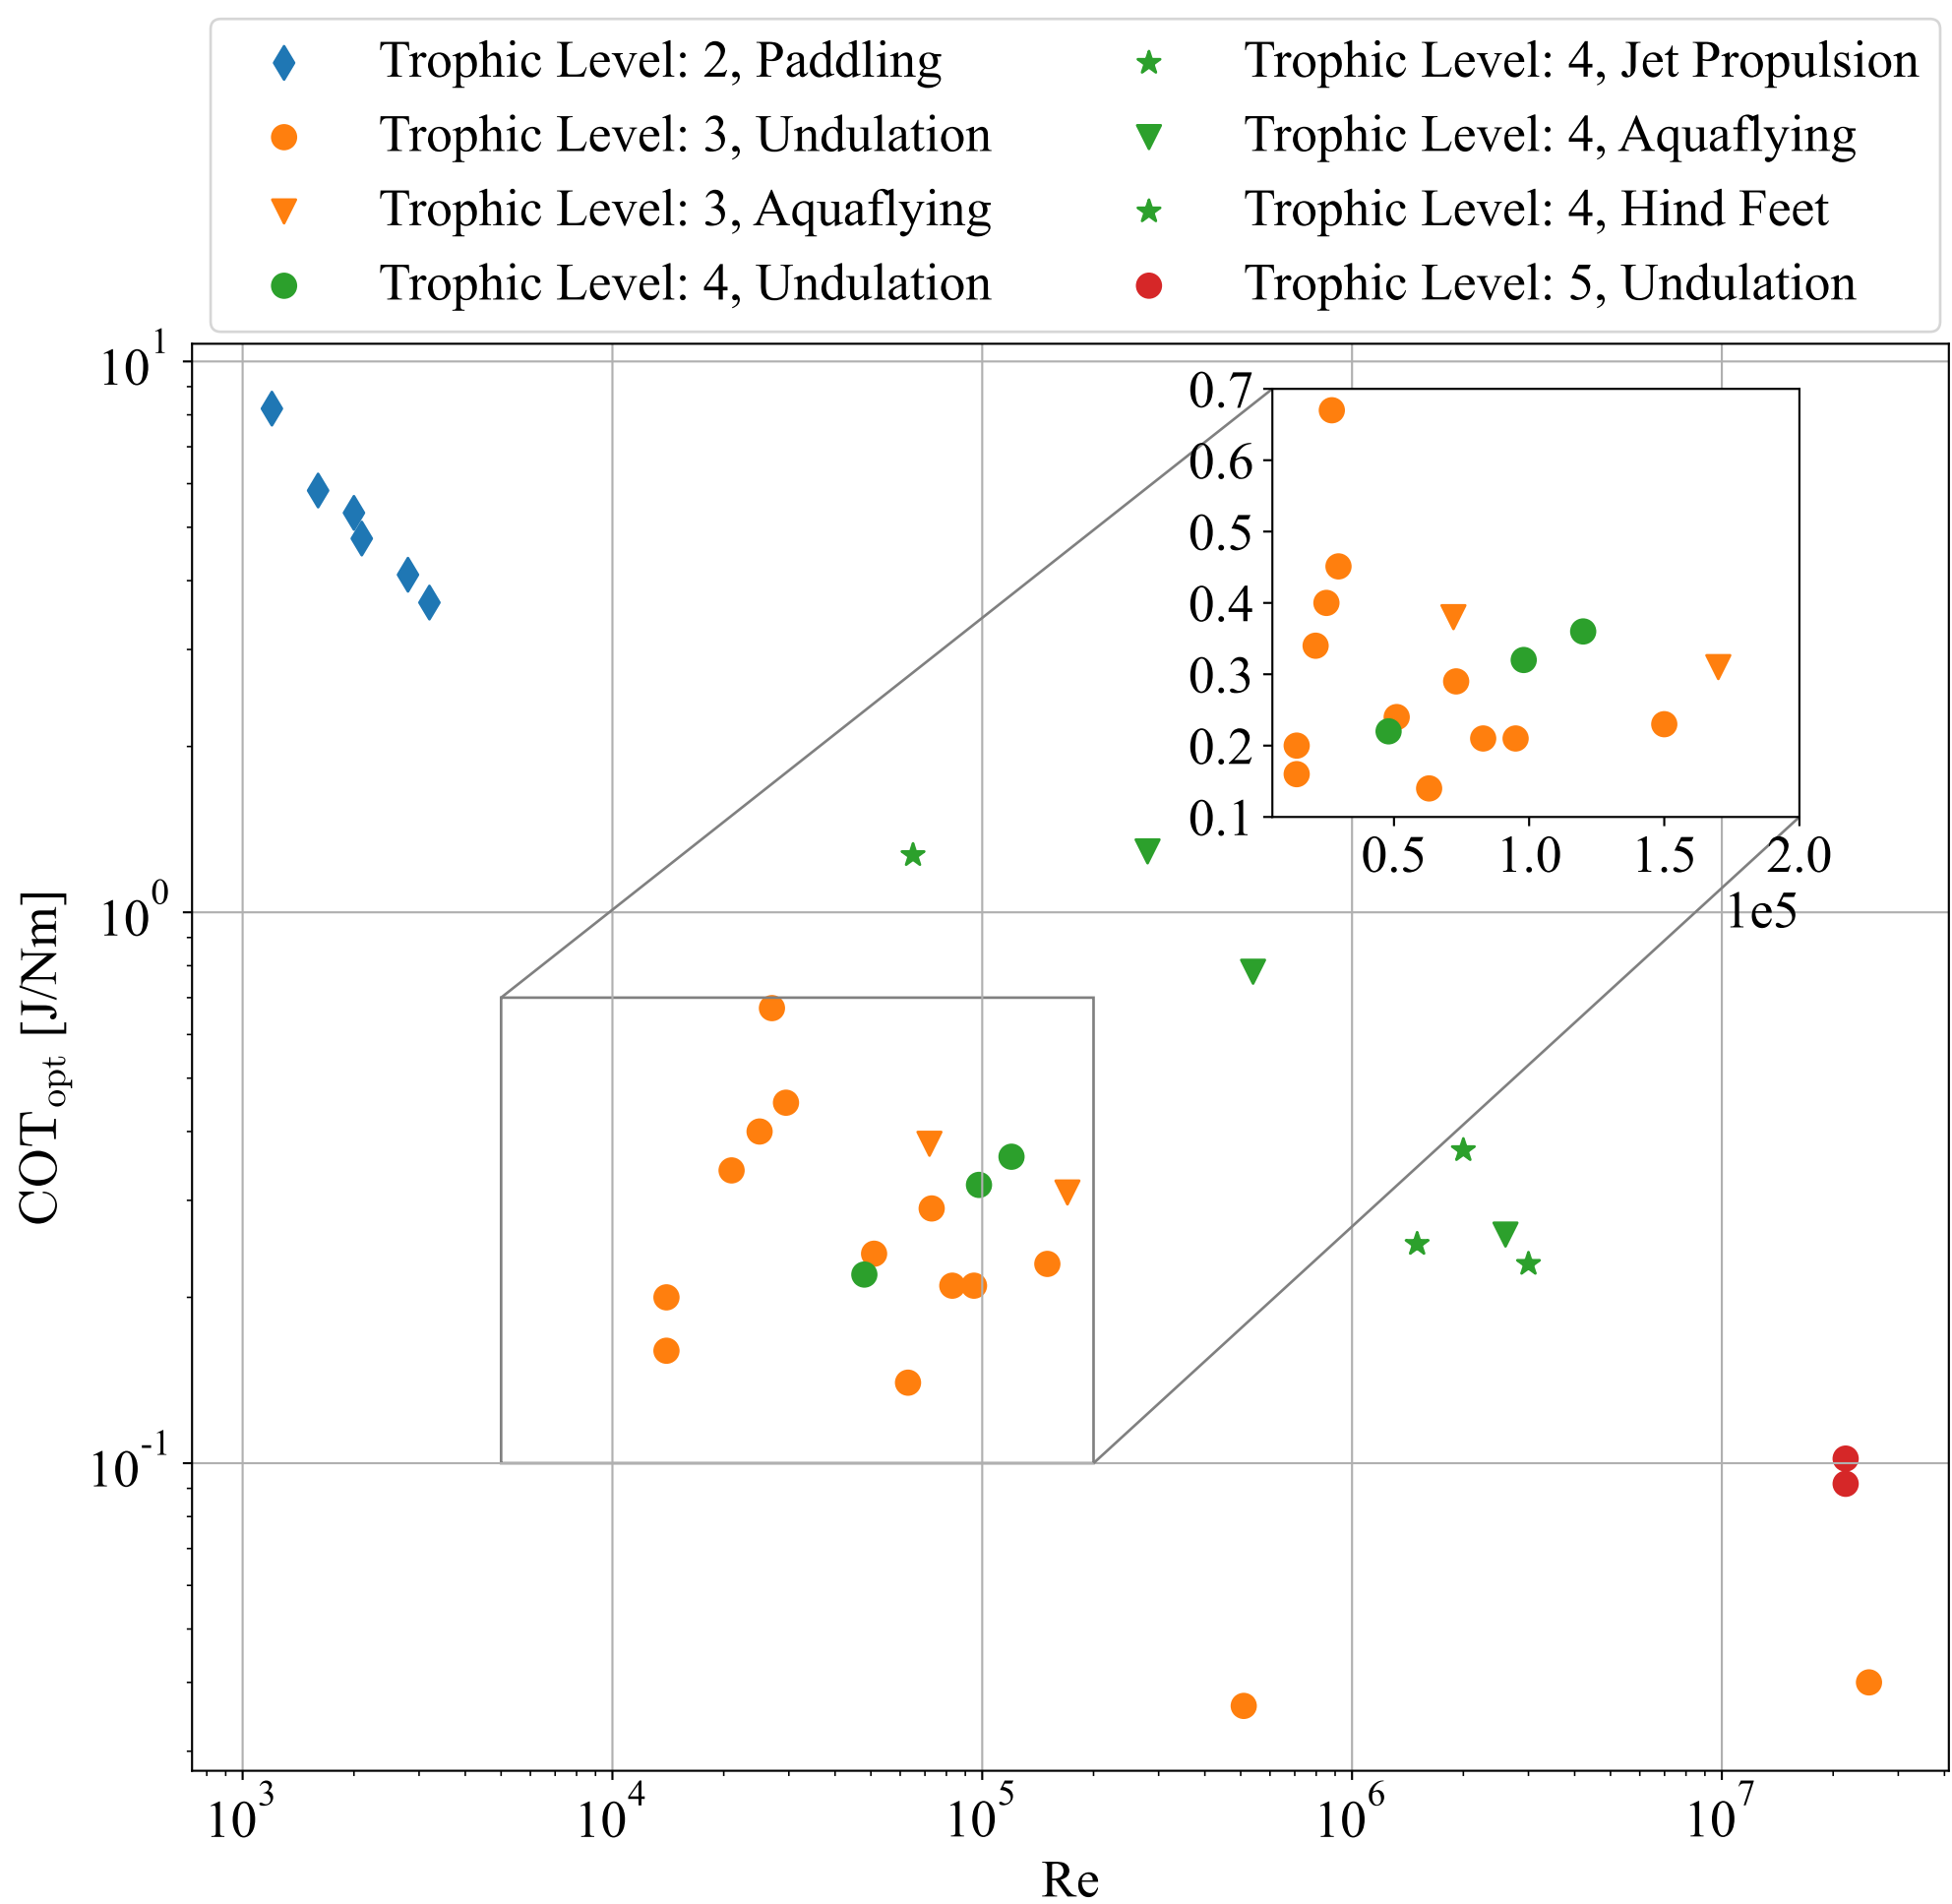 Trophic Level: 2, Paddling
Trophic Level: 3, Undulation
Trophic Level: 3, Aquaflying
Trophic Level: 4, Undulation
Trophic Level: 4, Jet Propulsion
Trophic Level: 4, Aquaflying
Trophic Level: 4, Hind Feet
Trophic Level: 5, Undulation
10^1
10^0
10^-1
COT_opt [J/Nm]
0.7
0.6
0.5
0.4
0.3
0.2
0.1
0.5 1.0 1.5 2.0
1e5
10^3 10^4 10^5 10^6 10^7
Re